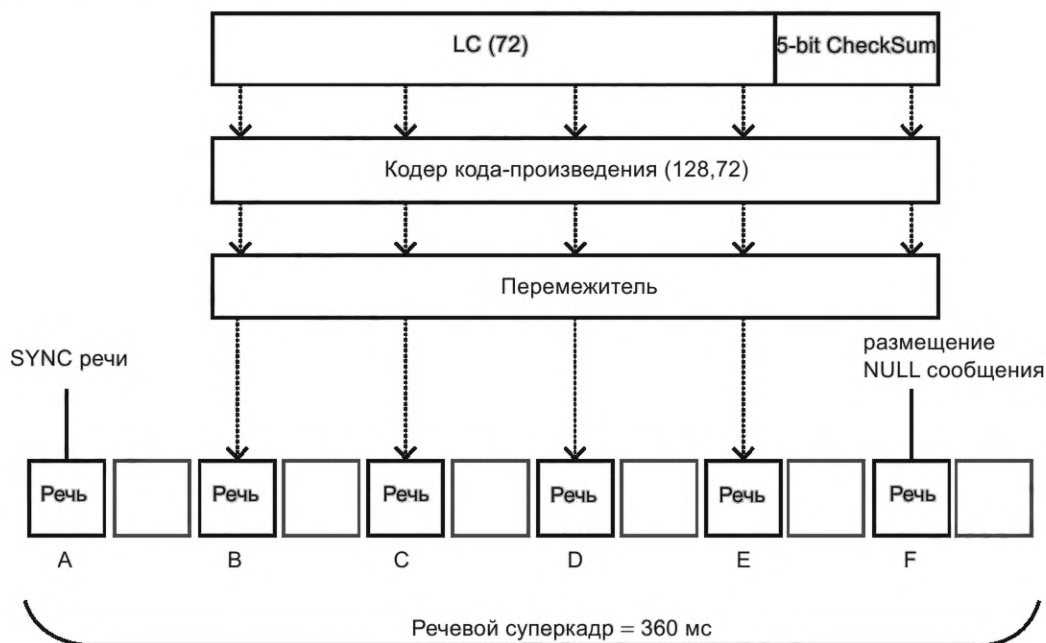 LC (72) 5-bit CheckSum
Кодер кода-произведения (128,72)
Перемежитель
SYNC речи
размещение
NULL сообщения
Речь Речь Речь Речь Речь Речь
A B C D E F
Речевой суперкадр = 360 мс